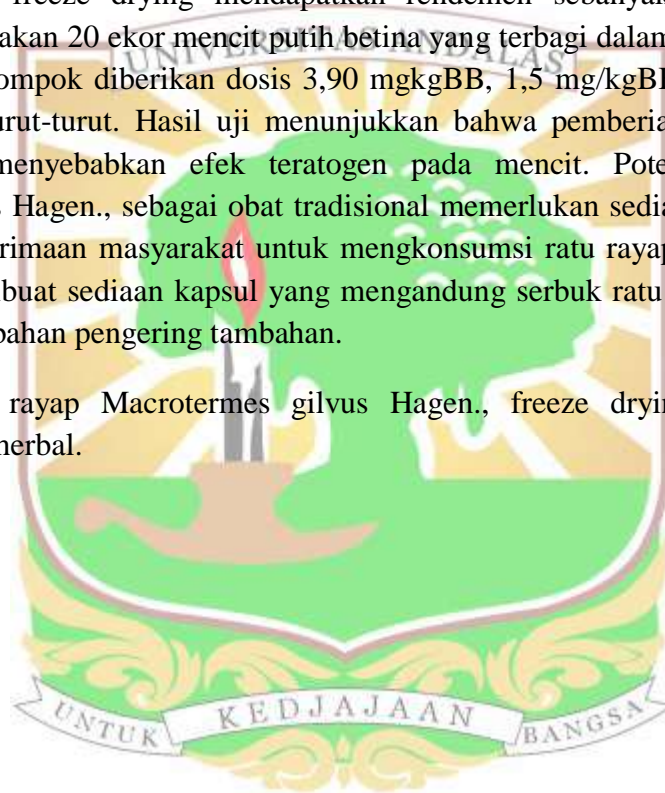 freeze drying mendapatkan rendemen sebanyak
akan 20 ekor mencit putih betina yang terbagi dalam
UNIVERSITAS ANDALAS
ompok diberikan dosis 3,90 mgkgBB, 1,5 mg/kgBB
urut-turut. Hasil uji menunjukkan bahwa pemberia
menyebabkan efek teratogen pada mencit. Pote
s Hagen., sebagai obat tradisional memerlukan sedia
rimaan masyarakat untuk mengkonsumsi ratu rayap
buat sediaan kapsul yang mengandung serbuk ratu
bahan pengering tambahan.
rayap Macrotermes gilvus Hagen., freeze dryin
herbal.
UNTUK KEDJAJAAN BANGSA